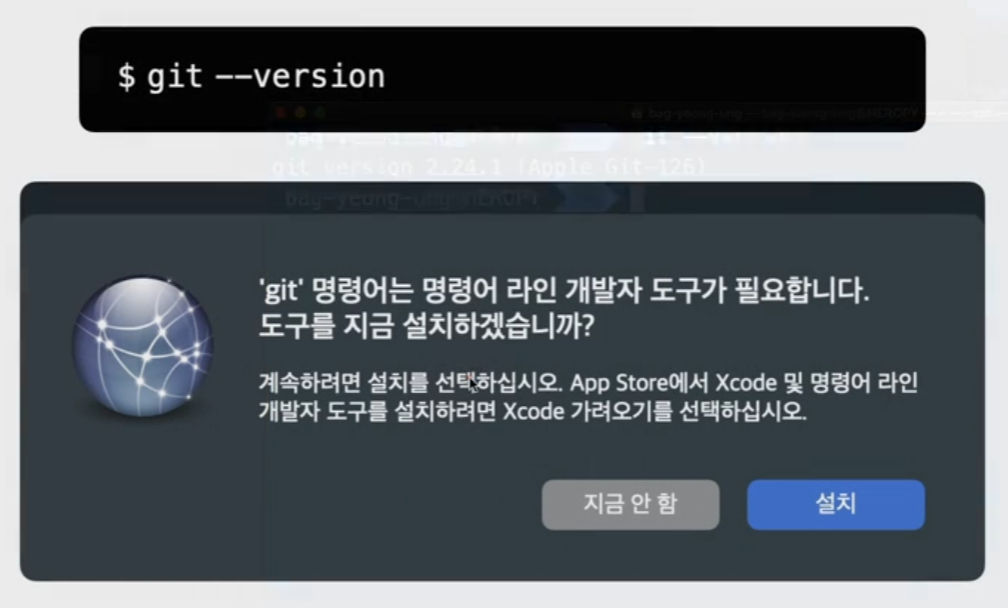 $ git --version
git version 2.24.1 (Apple Git-126)
'git' 명령어는 명령어 라인 개발자 도구가 필요합니다.
도구를 지금 설치하겠습니까?
계속하려면 설치를 선택하십시오. App Store에서 Xcode 및 명령어 라인
개발자 도구를 설치하려면 Xcode 가져오기를 선택하십시오.
지금 안 함
설치